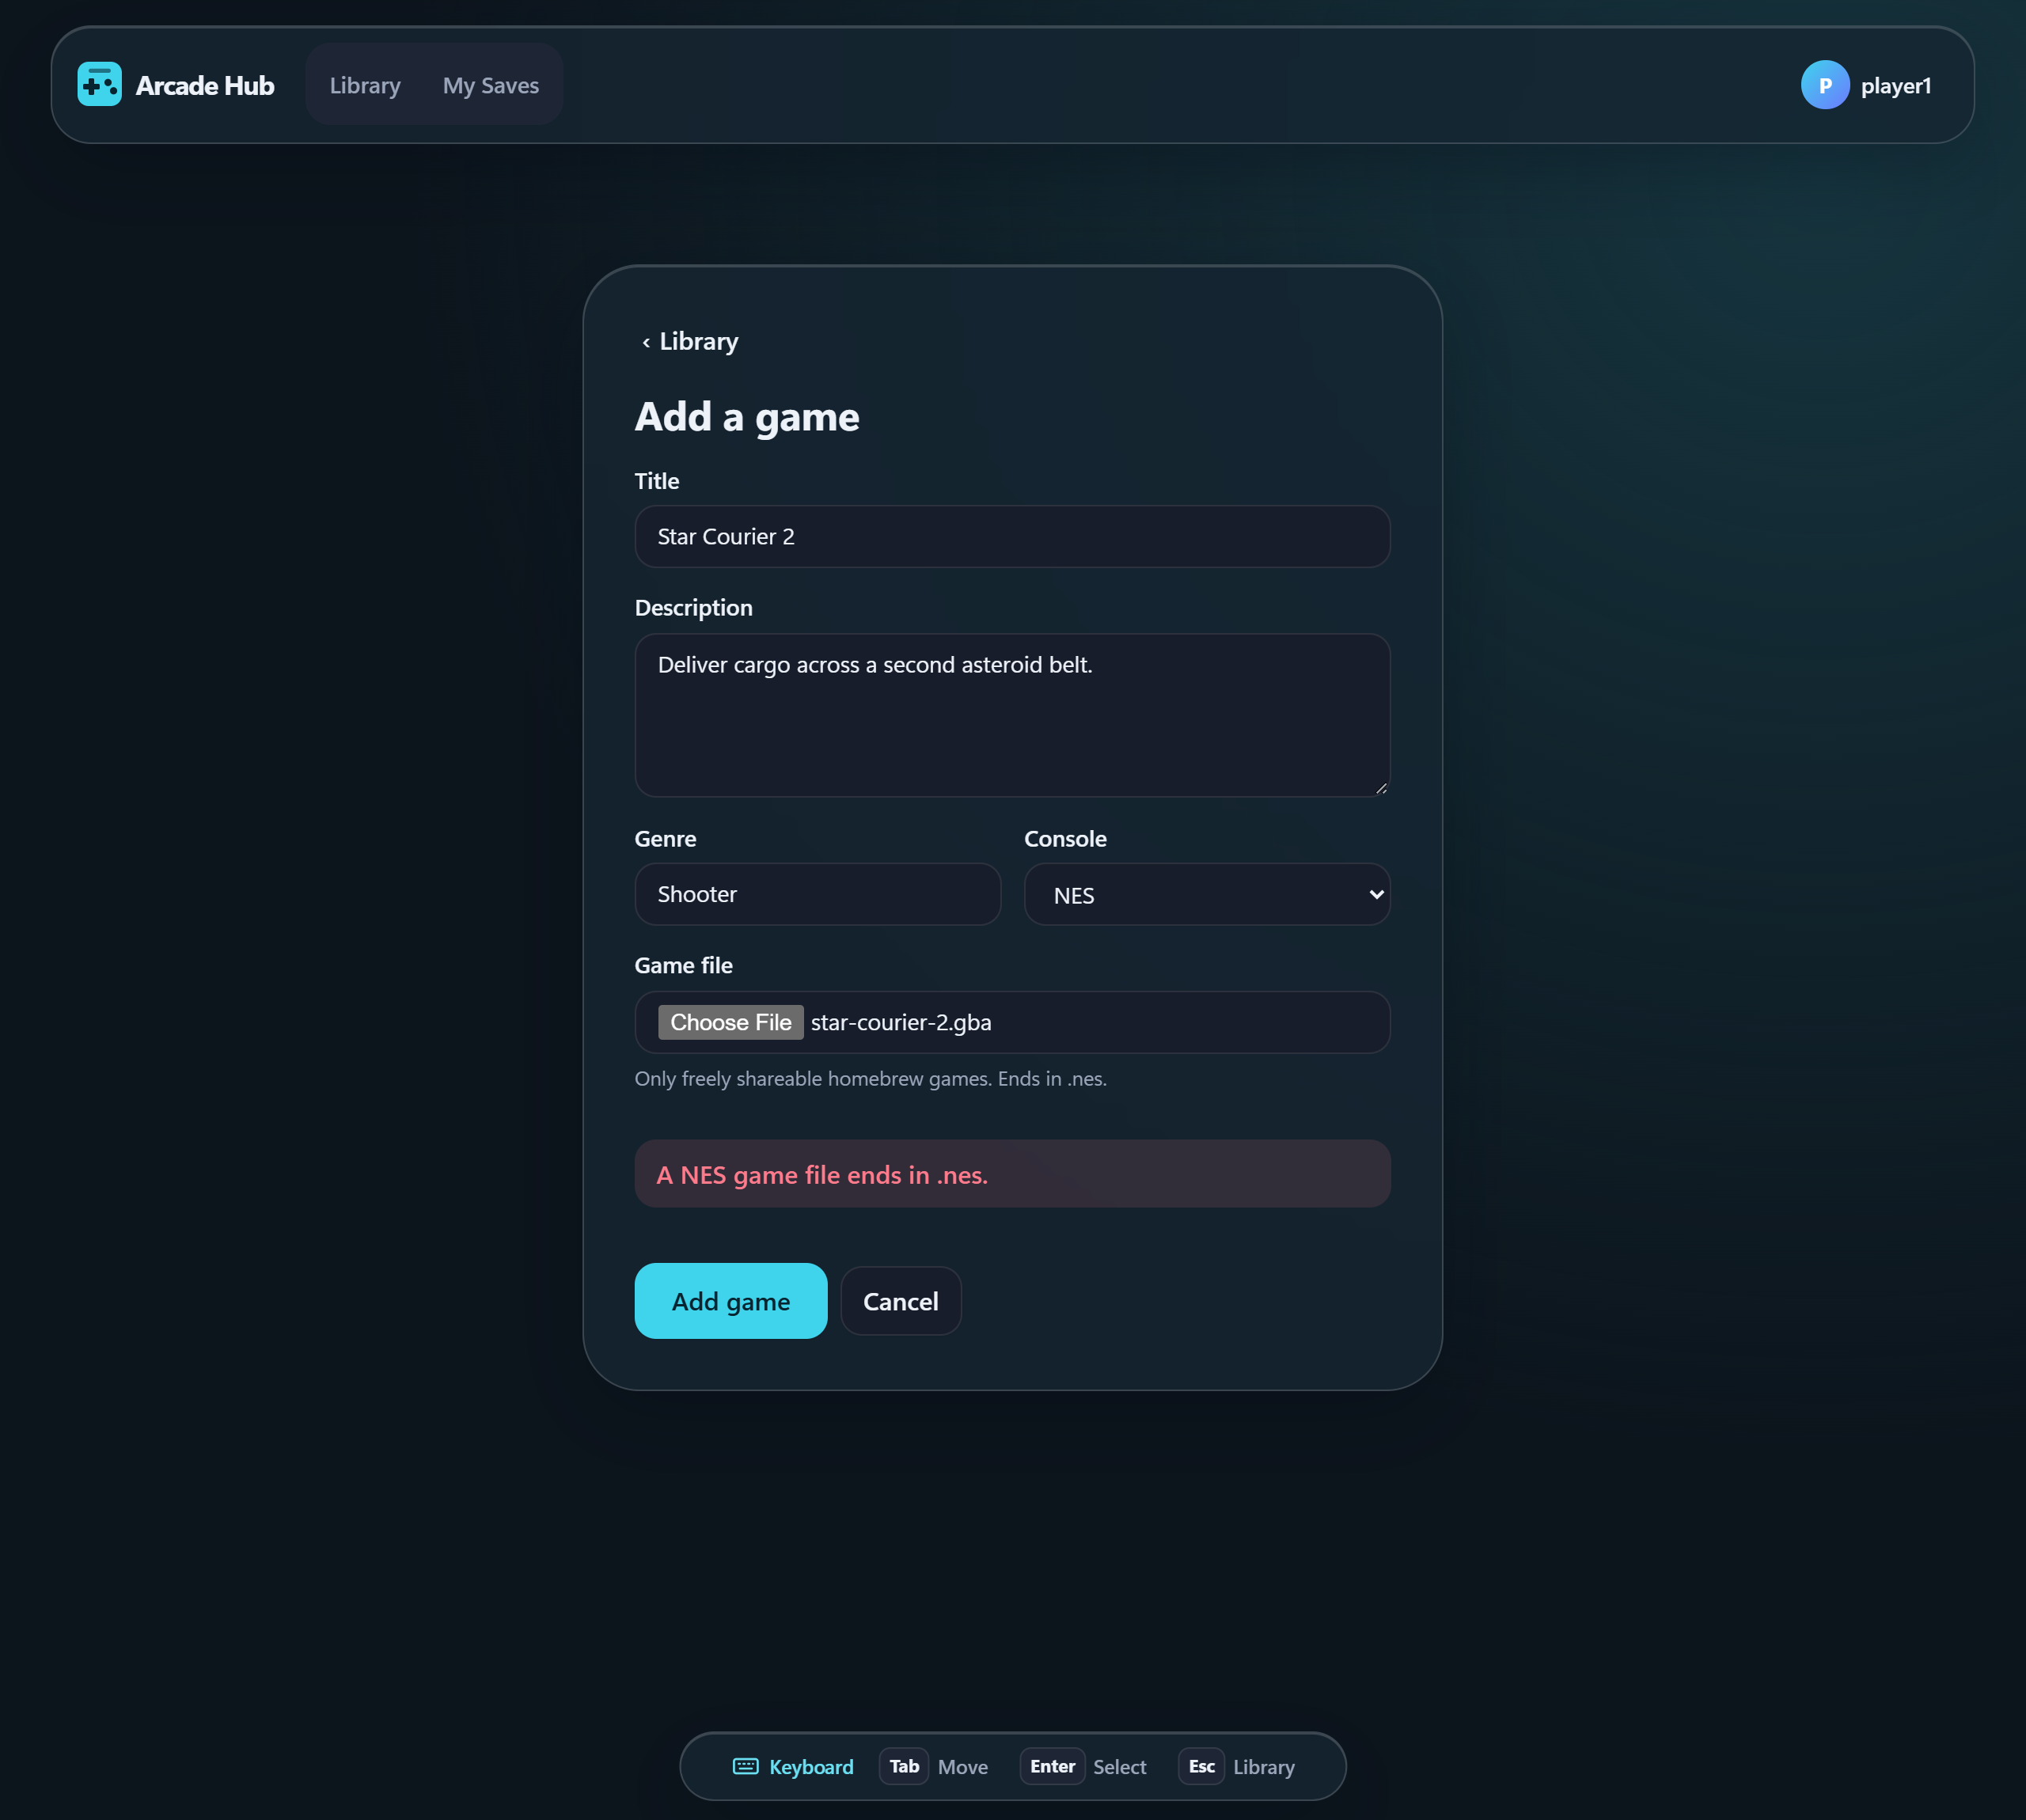 Arcade Hub
Library
My Saves
P
player1
‹ Library
Add a game
Title
Star Courier 2
Description
Deliver cargo across a second asteroid belt.
Genre
Console
Shooter
NES
Game file
Choose File star-courier-2.gba
Only freely shareable homebrew games. Ends in .nes.
A NES game file ends in .nes.
Add game
Cancel
Keyboard Tab Move Enter Select Esc Library